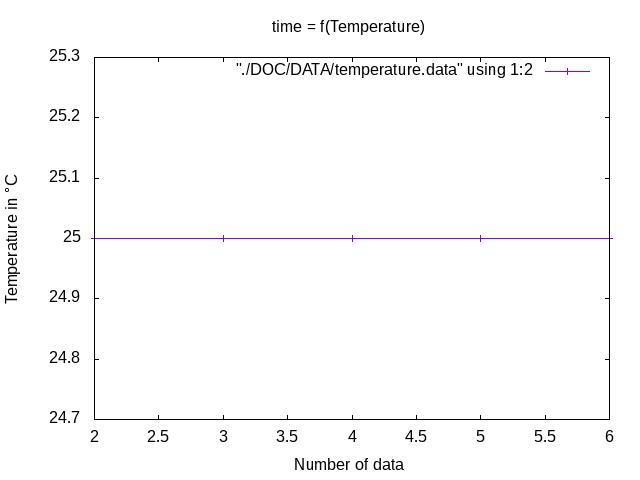 time = f(Temperature)
"./DOC/DATA/temperature.data" using 1:2
25.3
25.2
25.1
25
24.9
24.8
24.7
Temperature in °C
2 2.5 3 3.5 4 4.5 5 5.5 6
Number of data